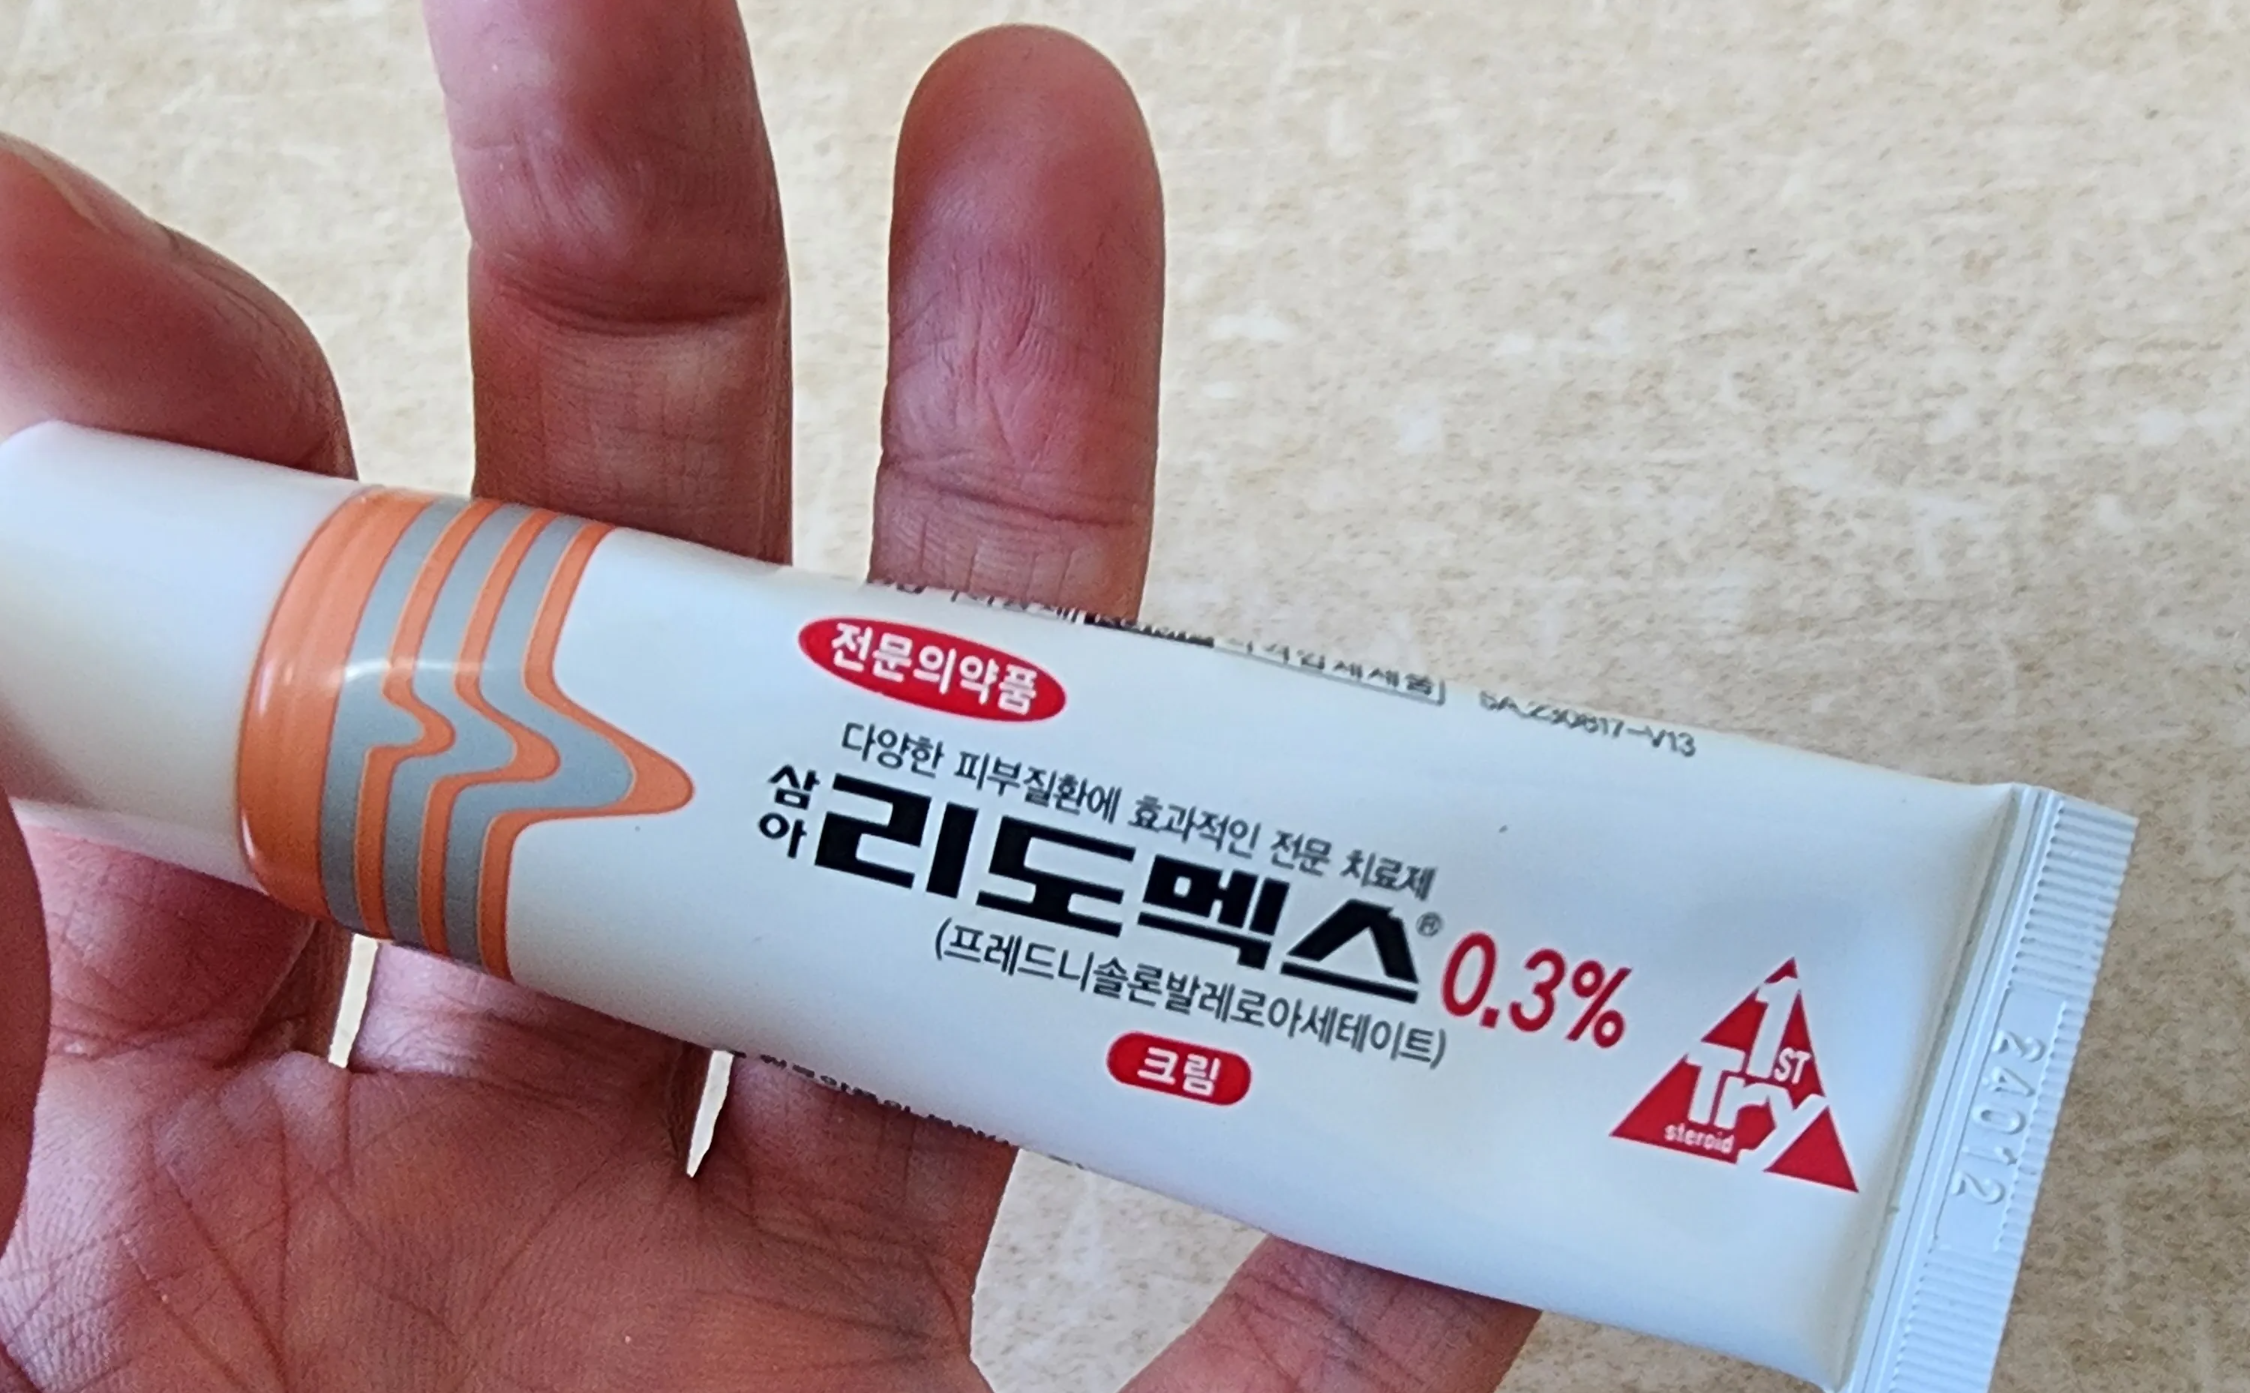 5A.230817-V13
전문의약품
다양한 피부질환에 효과적인 전문 치료제
삼아 리도멕스® 0.3%
(프레드니솔론발레로아세테이트)
크림
1ST
Try
steroid
24012